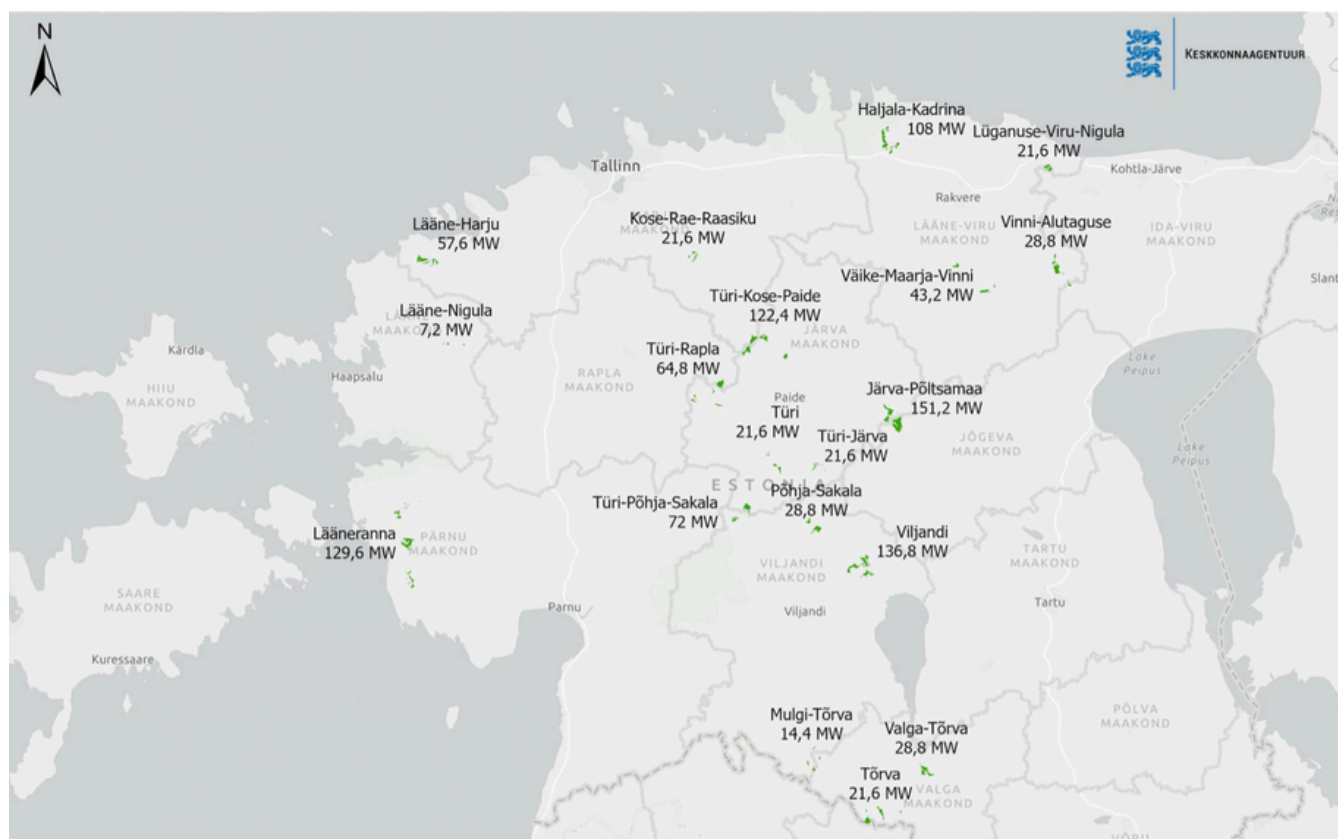 N
KESKKONNAAGENTUUR
Haljala-Kadrina
108 MW
Lüganuse-Viru-Nigula
21,6 MW
Tallinn
Kohtla-Järve
Rakvere
LÄÄNE-VIRU
MAAKOND
IDA-VIRU
MAAKOND
Lääne-Harju
57,6 MW
Kose-Rae-Raasiku
21,6 MW
MAAKOND
Vinni-Alutaguse
28,8 MW
Väike-Maarja-Vinni
43,2 MW
Slant
Türi-Kose-Paide
122,4 MW
JÄRVA
MAAKOND
Lääne-Nigula
7,2 MW
LÄÄNE
MAAKOND
Kärdla
HIIU
MAAKOND
Haapsalu
RAPLA
MAAKOND
Türi-Rapla
64,8 MW
Lake
Peipus
Paide
Järva-Põltsamaa
151,2 MW
Türi
21,6 MW
Türi-Järva
21,6 MW
JÕGEVA
MAAKOND
Lake
Peipus
ESTONIA
Türi-Põhja-Sakala
72 MW
Põhja-Sakala
28,8 MW
Lääneranna
129,6 MW
PÄRNU
MAAKOND
Viljandi
136,8 MW
VILJANDI
MAAKOND
TARTU
MAAKOND
SAARE
MAAKOND
Parnu
Viljandi
Tartu
Kuressaare
Mulgi-Tõrva
14,4 MW
Valga-Tõrva
28,8 MW
PÕLVA
MAAKOND
Tõrva
21,6 MW
VALGA
MAAKOND
VÕRU